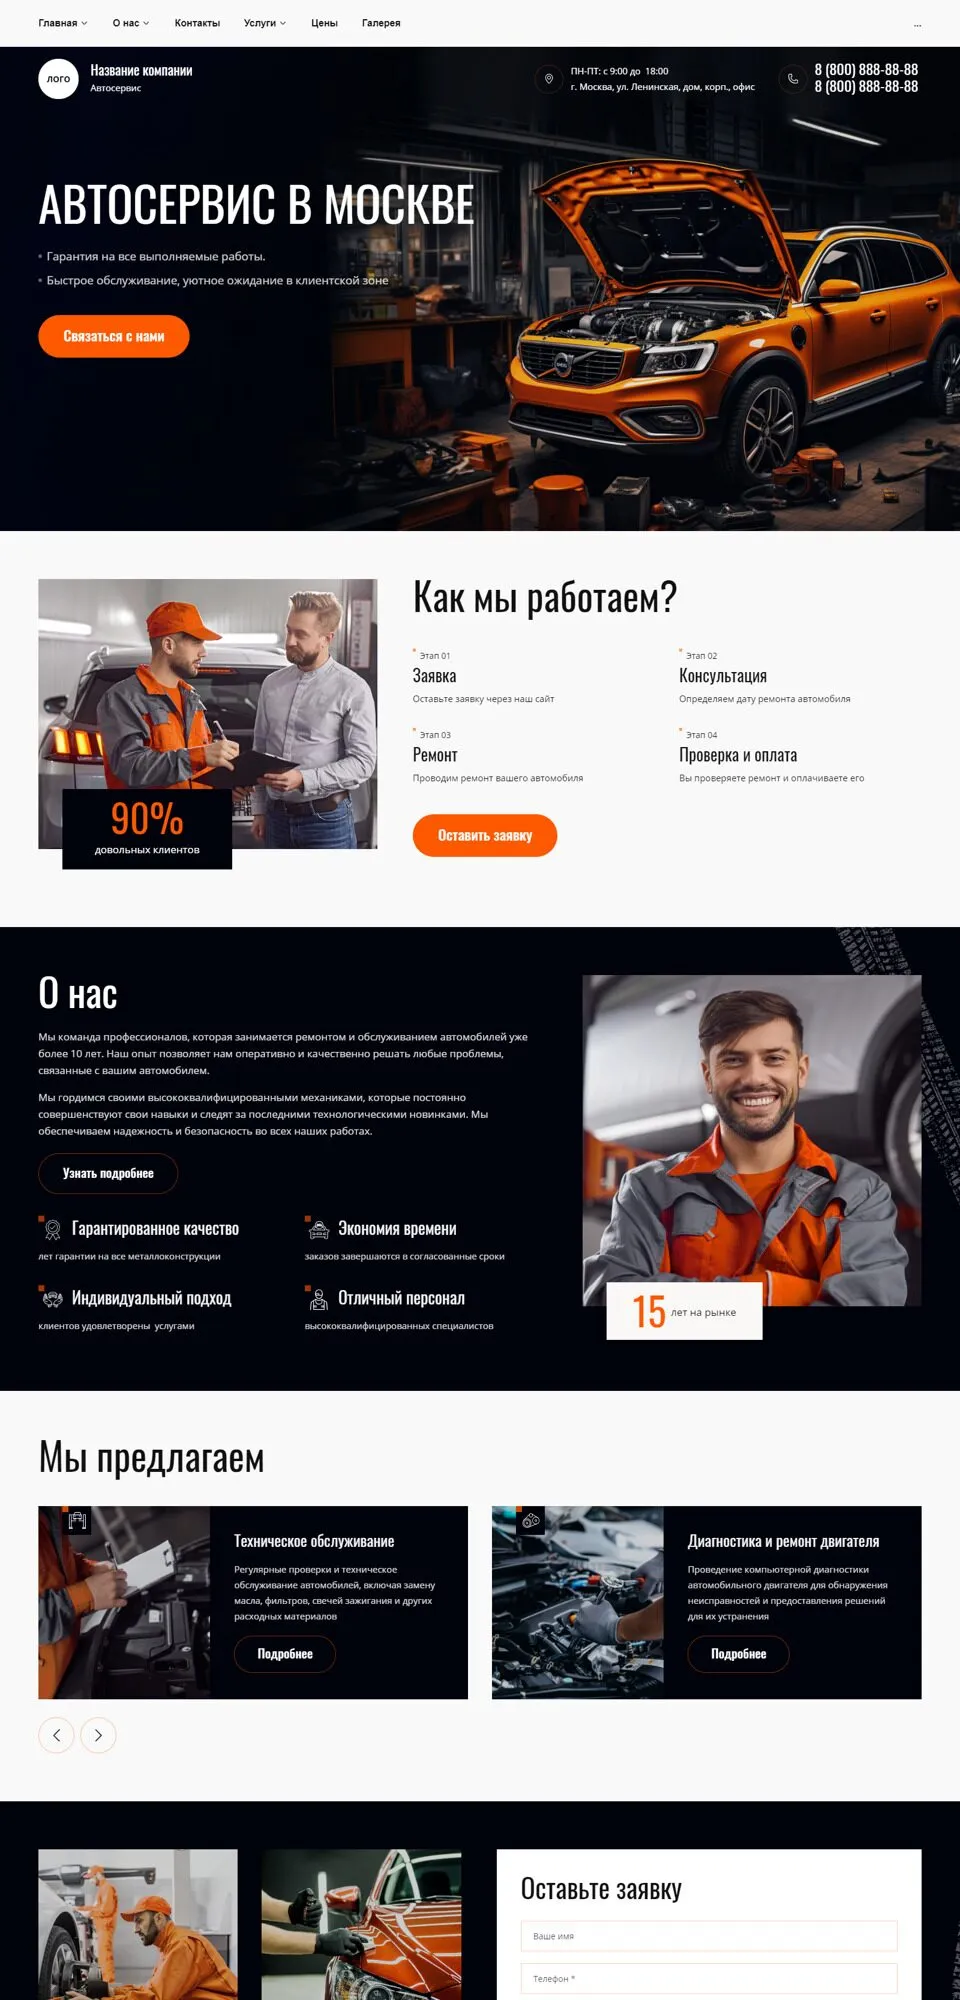 Главная
О нас
Контакты
Услуги
Цены
Галерея
...
ЛОГО
Название компании
Автосервис
ПН-ПТ: с 9:00 до 18:00
г. Москва, ул. Ленинская, дом, корп., офис
8 (800) 888-88-88
8 (800) 888-88-88
АВТОСЕРВИС В МОСКВЕ
Гарантия на все выполняемые работы.
Быстрое обслуживание, уютное ожидание в клиентской зоне
Связаться с нами
90%
довольных клиентов
Как мы работаем?
Этап 01
Заявка
Оставьте заявку через наш сайт
Этап 02
Консультация
Определяем дату ремонта автомобиля
Этап 03
Ремонт
Проводим ремонт вашего автомобиля
Этап 04
Проверка и оплата
Вы проверяете ремонт и оплачиваете его
Оставить заявку
О нас
Мы команда профессионалов, которая занимается ремонтом и обслуживанием автомобилей уже
более 10 лет. Наш опыт позволяет нам оперативно и качественно решать любые проблемы,
связанные с вашим автомобилем.
Мы гордимся своими высококвалифицированными механиками, которые постоянно
совершенствуют свои навыки и следят за последними технологическими новинками. Мы
обеспечиваем надежность и безопасность во всех наших работах.
Узнать подробнее
Гарантированное качество
лет гарантии на все металлоконструкции
Экономия времени
заказов завершаются в согласованные сроки
Индивидуальный подход
клиентов удовлетворены услугами
Отличный персонал
высококвалифицированных специалистов
15 лет на рынке
Мы предлагаем
Техническое обслуживание
Регулярные проверки и техническое
обслуживание автомобилей, включая замену
масла, фильтров, свечей зажигания и других
расходных материалов
Подробнее
Диагностика и ремонт двигателя
Проведение компьютерной диагностики
автомобильного двигателя для обнаружения
неисправностей и предоставления решений
для их устранения
Подробнее
Оставьте заявку
Ваше имя
Телефон *